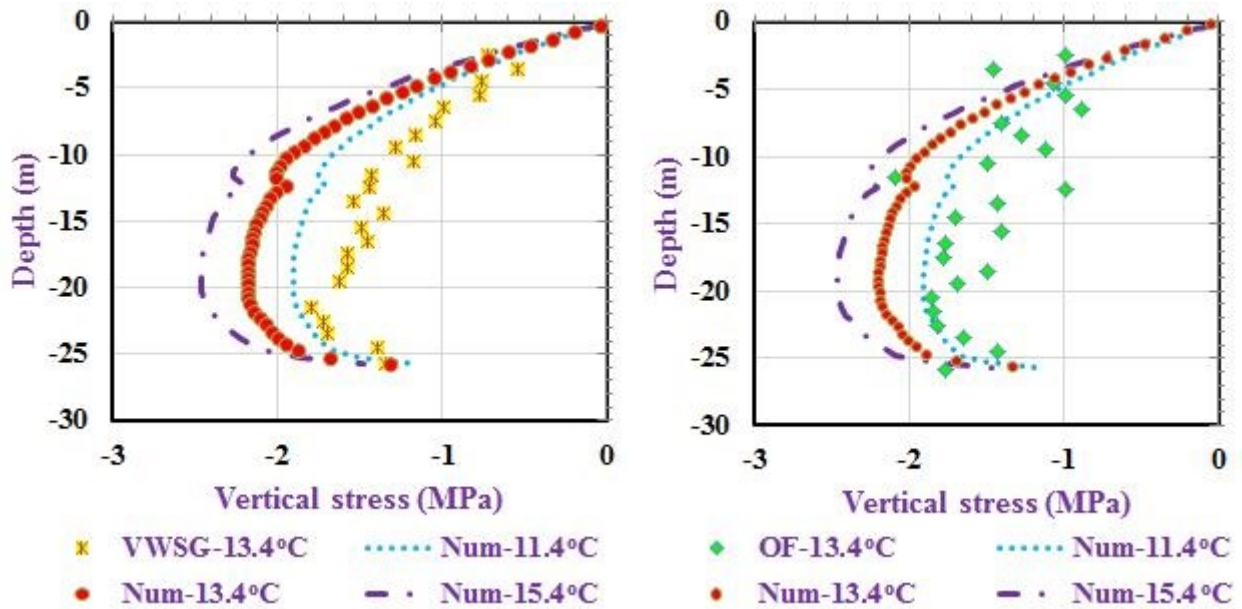 0
-5
-10
-15
-20
-25
-30
Depth (m)
-3 -2 -1 0
Vertical stress (MPa)
VWSG-13.4°C Num-11.4°C
Num-13.4°C Num-15.4°C
0
-5
-10
-15
-20
-25
-30
Depth (m)
-3 -2 -1 0
Vertical stress (MPa)
OF-13.4°C Num-11.4°C
Num-13.4°C Num-15.4°C